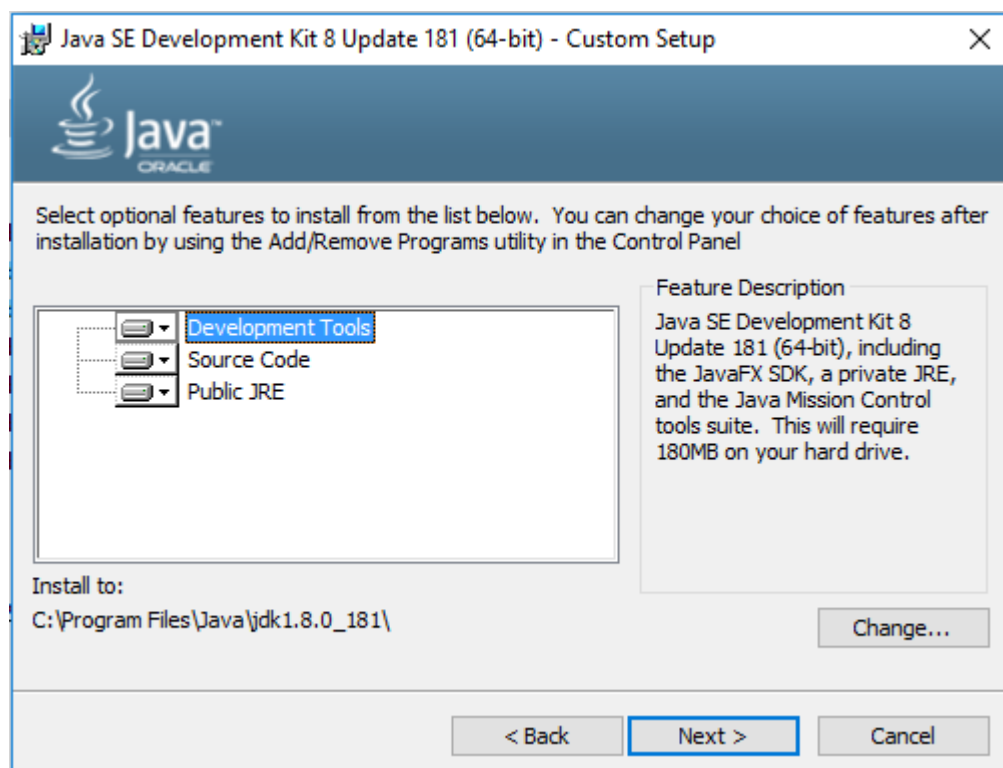 Java SE Development Kit 8 Update 181 (64-bit) - Custom Setup
Java™
ORACLE
Select optional features to install from the list below.  You can change your choice of features after
installation by using the Add/Remove Programs utility in the Control Panel
Development Tools
Source Code
Public JRE
Feature Description
Java SE Development Kit 8
Update 181 (64-bit), including
the JavaFX SDK, a private JRE,
and the Java Mission Control
tools suite.  This will require
180MB on your hard drive.
Install to:
C:\Program Files\Java\jdk1.8.0_181\
Change...
< Back
Next >
Cancel